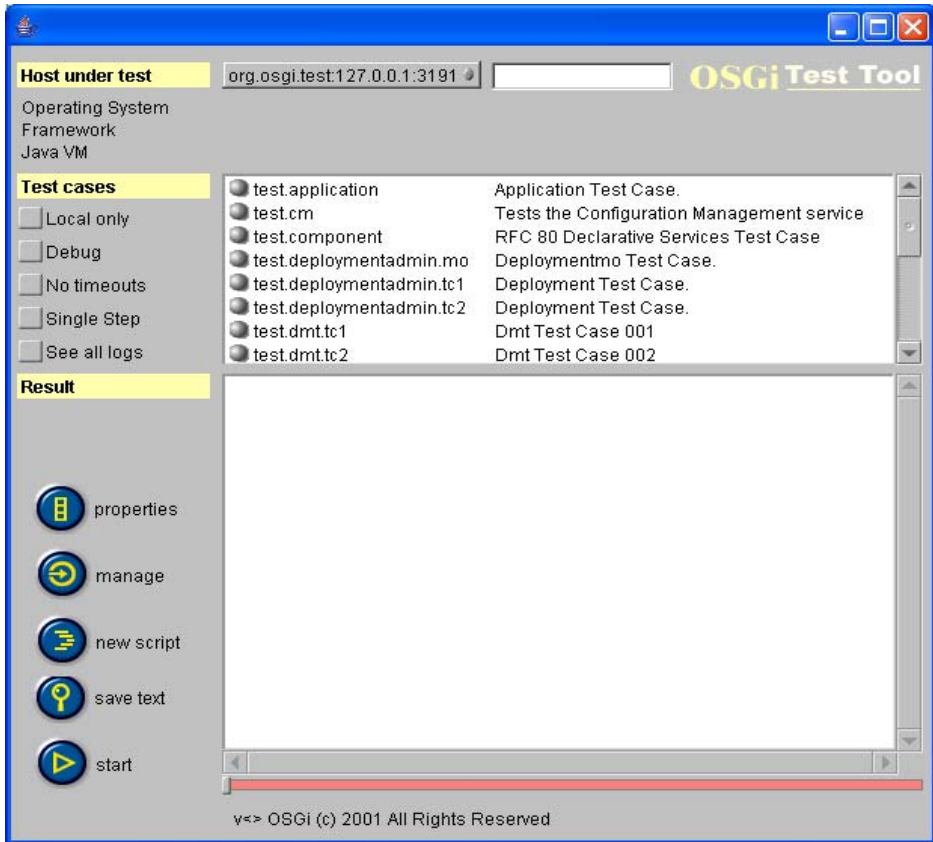 Host under test
org.osgi.test:127.0.0.1:3191
OSGi Test Tool
Operating System
Framework
Java VM
Test cases
Local only
Debug
No timeouts
Single Step
See all logs
test.application Application Test Case.
test.cm Tests the Configuration Management service
test.component RFC 80 Declarative Services Test Case
test.deploymentadmin.mo Deploymentmo Test Case.
test.deploymentadmin.tc1 Deployment Test Case.
test.deploymentadmin.tc2 Deployment Test Case.
test.dmt.tc1 Dmt Test Case 001
test.dmt.tc2 Dmt Test Case 002
Result
properties
manage
new script
save text
start
v<> OSGi (c) 2001 All Rights Reserved